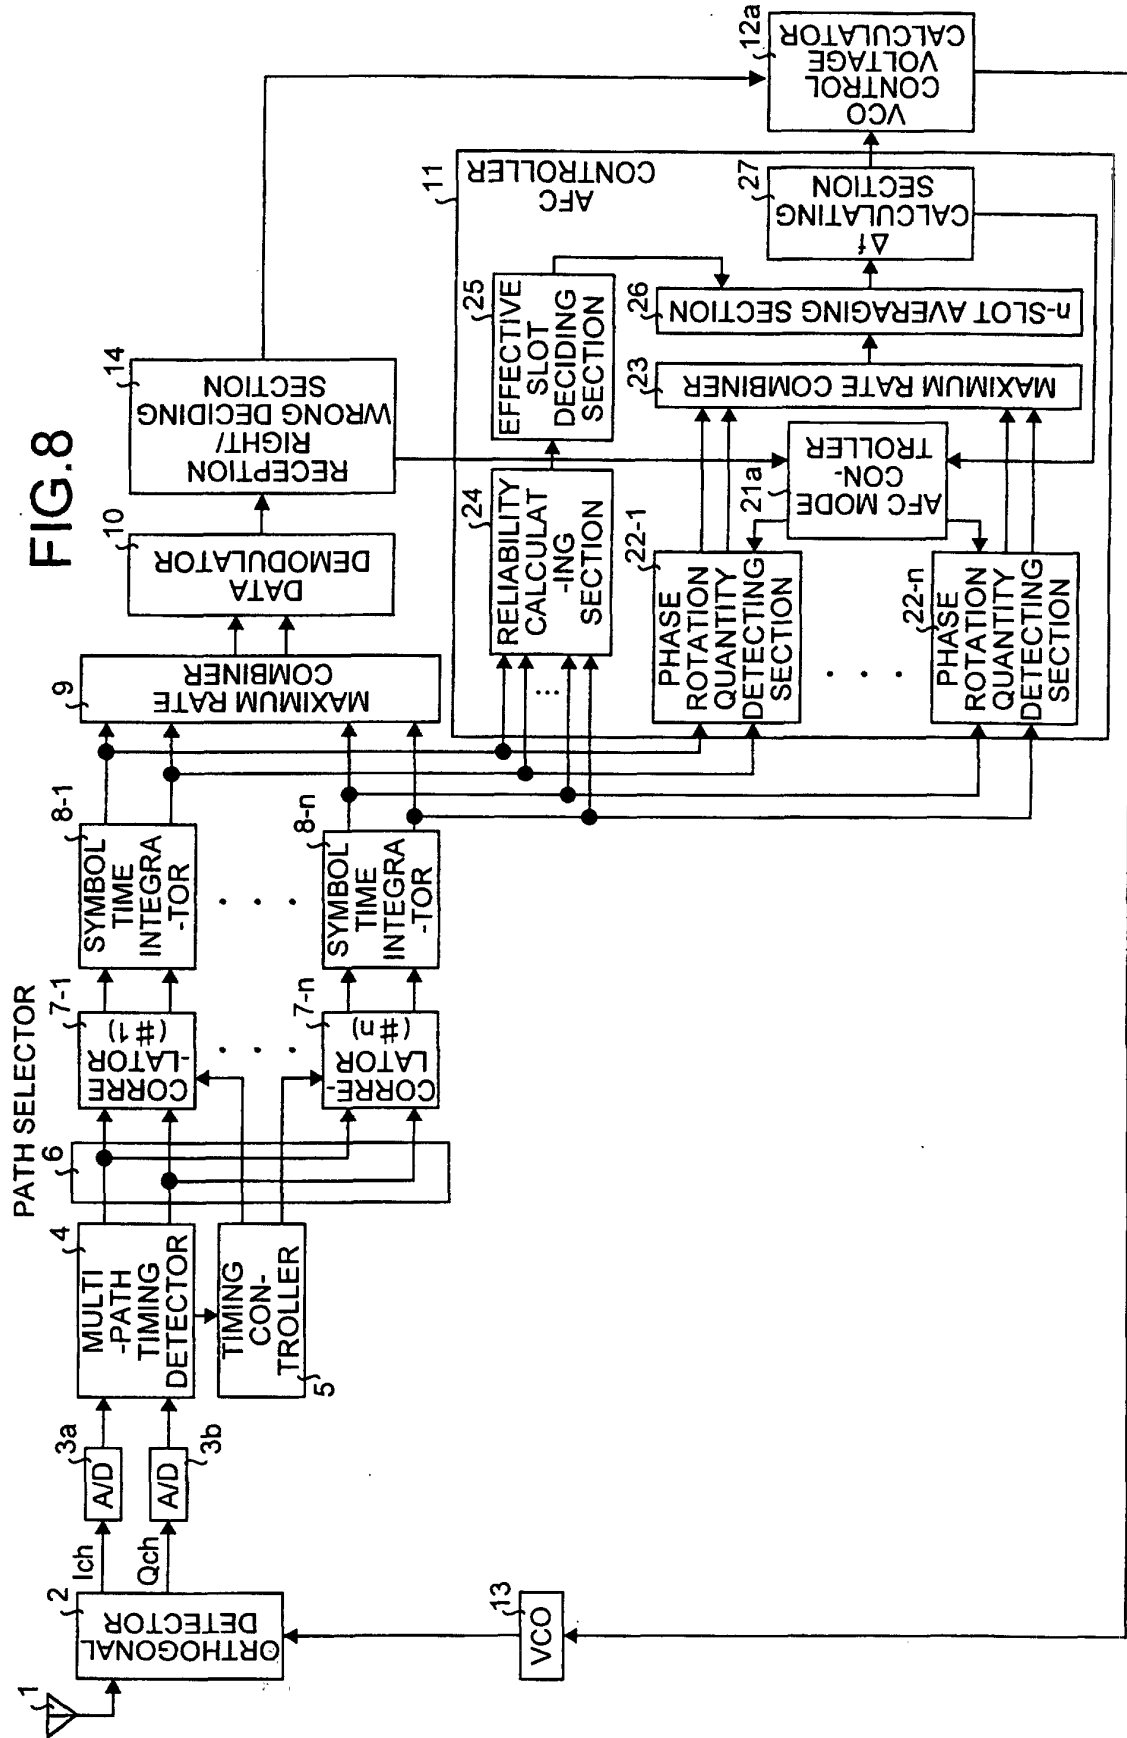 FIG.8
1
2
ORTHOGONAL
DETECTOR
Ich
Qch
3a
A/D
A/D
3b
4
MULTI
-PATH
TIMING
DETECTOR
TIMING
CON-
TROLLER
5
PATH SELECTOR
6
7-1
CORRE
-LATOR
(#1)
7-n
CORRE-
LATOR
(#n)
8-1
SYMBOL
TIME
INTEGRA
-TOR
8-n
SYMBOL
TIME
INTEGRA
-TOR
9
MAXIMUM RATE
COMBINER
10
DATA
DEMODULATOR
14
RECEPTION
RIGHT/
WRONG DECIDING
SECTION
11
AFC
CONTROLLER
24
RELIABILITY
CALCULAT
-ING
SECTION
25
EFFECTIVE
SLOT
DECIDING
SECTION
22-1
PHASE
ROTATION
QUANTITY
DETECTING
SECTION
22-n
PHASE
ROTATION
QUANTITY
DETECTING
SECTION
21a
AFC MODE
CON-
TROLLER
23
MAXIMUM RATE COMBINER
26
n-SLOT AVERAGING SECTION
27
Δf
CALCULATING
SECTION
12a
VCO
CONTROL
VOLTAGE
CALCULATOR
13
VCO